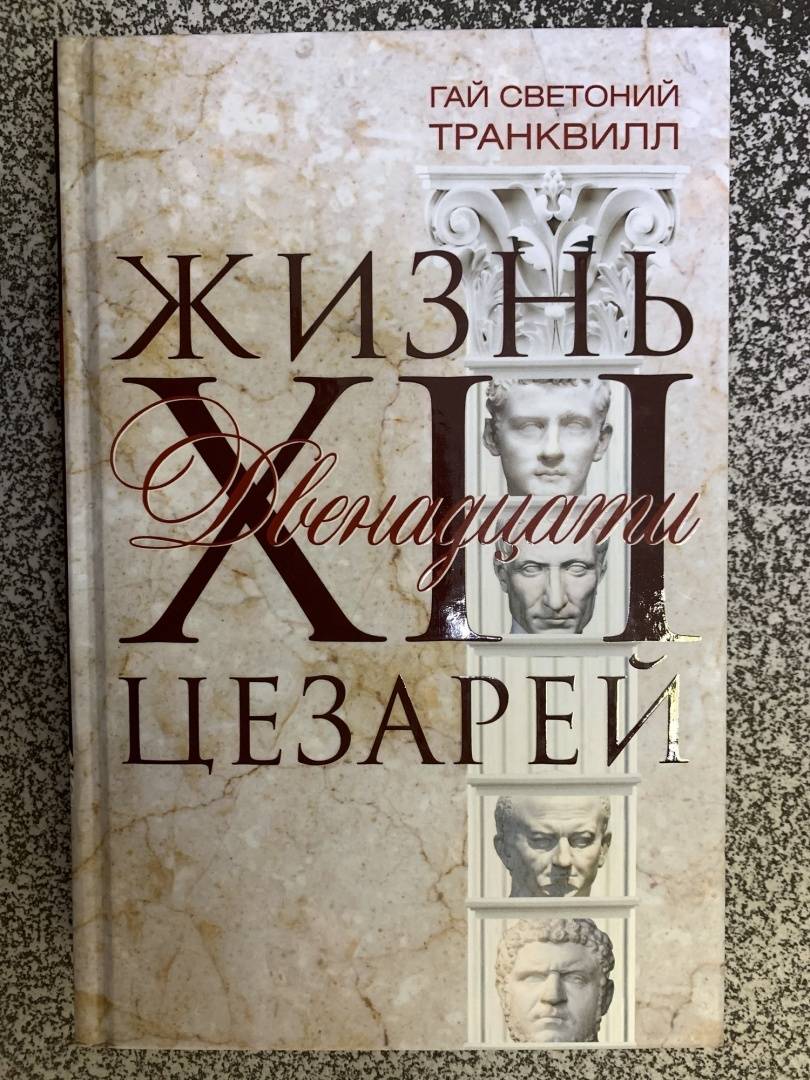 ГАЙ СВЕТОНИЙ
ТРАНКВИЛЛ
ЖИЗНЬ
XII
Двенадцати
ЦЕЗАРЕЙ